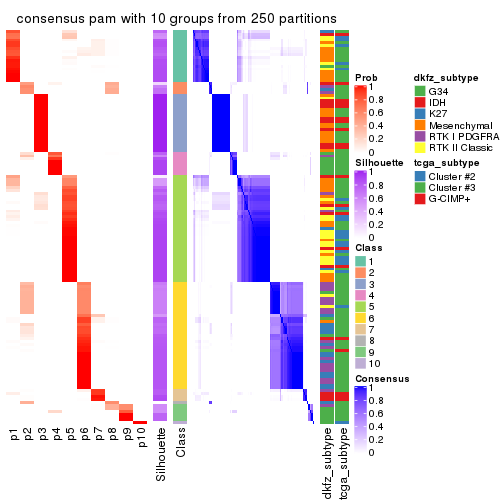 consensus pam with 10 groups from 250 partitions
p1
p2
p3
p4
p5
p6
p7
p8
p9
p10
Silhouette
Class
dkfz_subtype
tcga_subtype
Prob
1
0.8
0.6
0.4
0.2
0
Silhouette
1
0.8
0.6
0.4
0.2
0
Class
1
2
3
4
5
6
7
8
9
10
Consensus
1
0.8
0.6
0.4
0.2
0
dkfz_subtype
G34
IDH
K27
Mesenchymal
RTK I PDGFRA
RTK II Classic
tcga_subtype
Cluster #2
Cluster #3
G-CIMP+